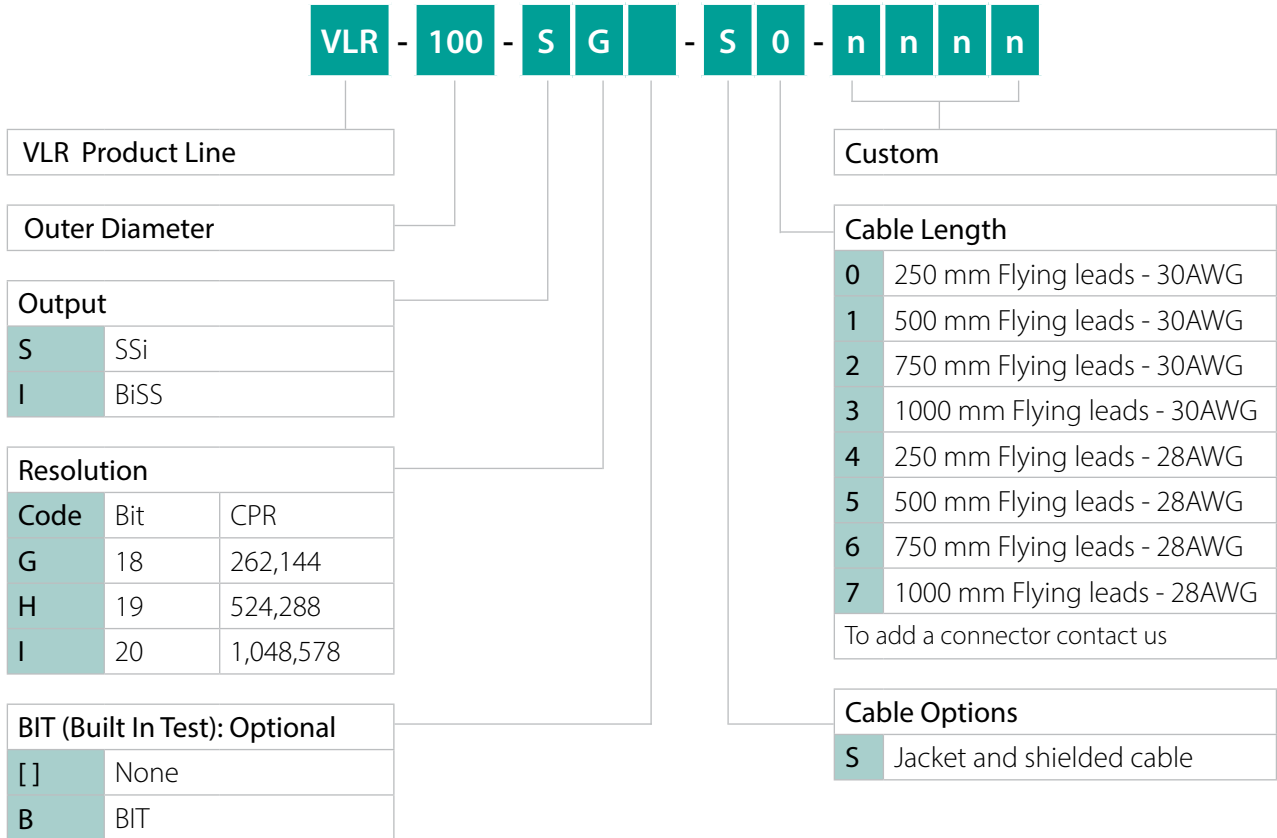 VLR - 100 - S G - S 0 - n n n n
VLR Product Line
Outer Diameter
Output
S SSi
I BiSS
Resolution
Code Bit CPR
G 18 262,144
H 19 524,288
I 20 1,048,578
BIT (Built In Test): Optional
[ ] None
B BIT
Custom
Cable Length
0 250 mm Flying leads - 30AWG
1 500 mm Flying leads - 30AWG
2 750 mm Flying leads - 30AWG
3 1000 mm Flying leads - 30AWG
4 250 mm Flying leads - 28AWG
5 500 mm Flying leads - 28AWG
6 750 mm Flying leads - 28AWG
7 1000 mm Flying leads - 28AWG
To add a connector contact us
Cable Options
S Jacket and shielded cable